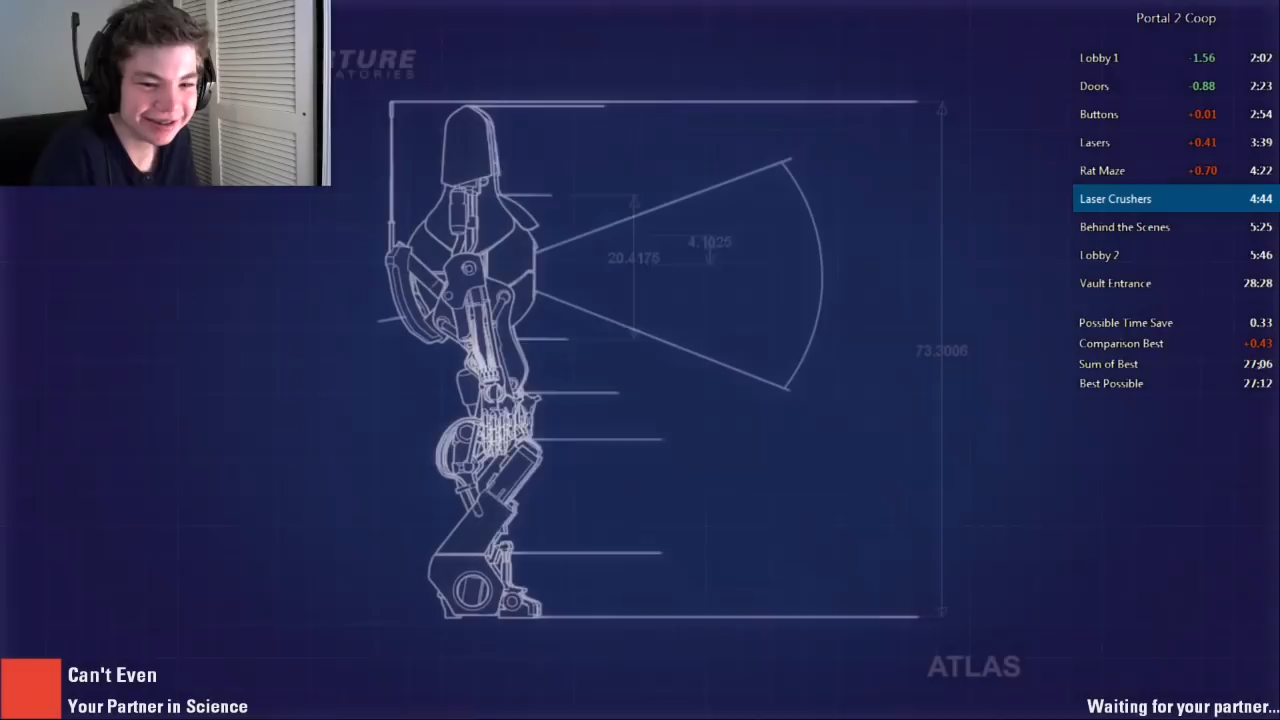 TURE
ATORIES
20.4175
4.1025
73.3006
ATLAS
Portal 2 Coop
Lobby 1 -1.56 2:02
Doors -0.88 2:23
Buttons +0.01 2:54
Lasers +0.41 3:39
Rat Maze +0.70 4:22
Laser Crushers 4:44
Behind the Scenes 5:25
Lobby 2 5:46
Vault Entrance 28:28
Possible Time Save 0.33
Comparison Best +0.43
Sum of Best 27:06
Best Possible 27:12
Can't Even
Your Partner in Science
Waiting for your partner...